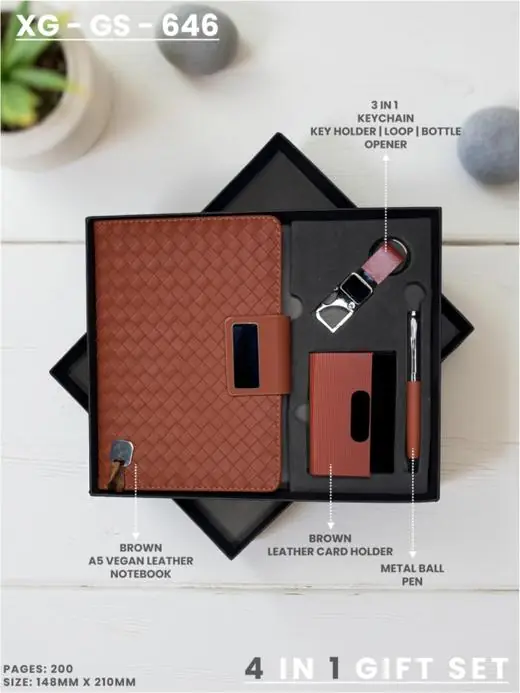 XG - GS - 646
3 IN 1
KEYCHAIN
KEY HOLDER | LOOP | BOTTLE
OPENER
BROWN
A5 VEGAN LEATHER
NOTEBOOK
BROWN
LEATHER CARD HOLDER
METAL BALL
PEN
PAGES: 200
SIZE: 148MM X 210MM
4 IN 1 GIFT SET